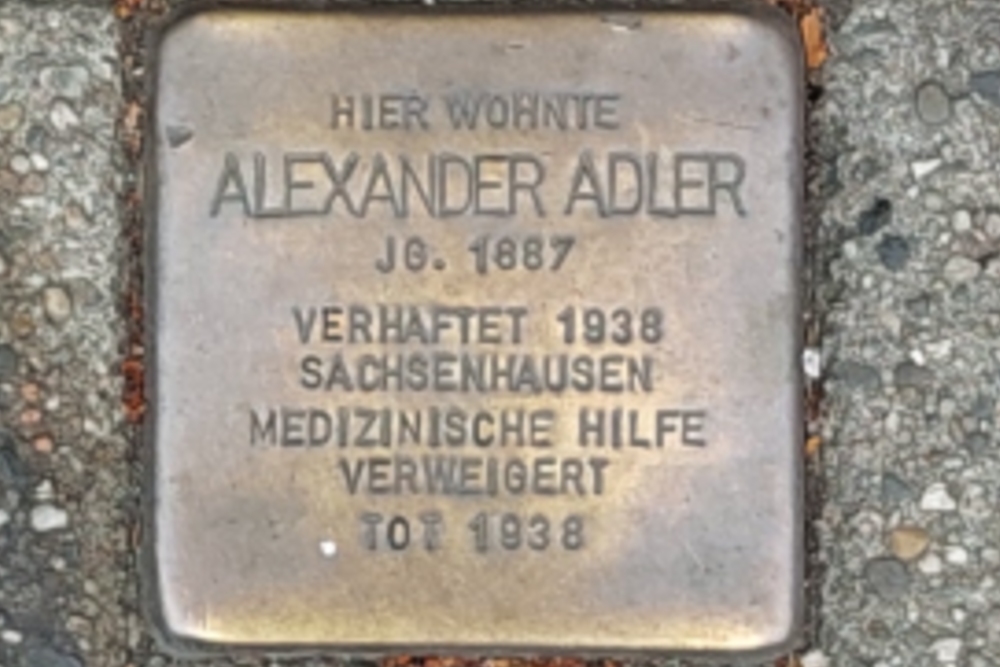 HIER WOHNTE
ALEXANDER ADLER
JG. 1887
VERHAFTET 1938
SACHSENHAUSEN
MEDIZINISCHE HILFE
VERWEIGERT
TOT 1938